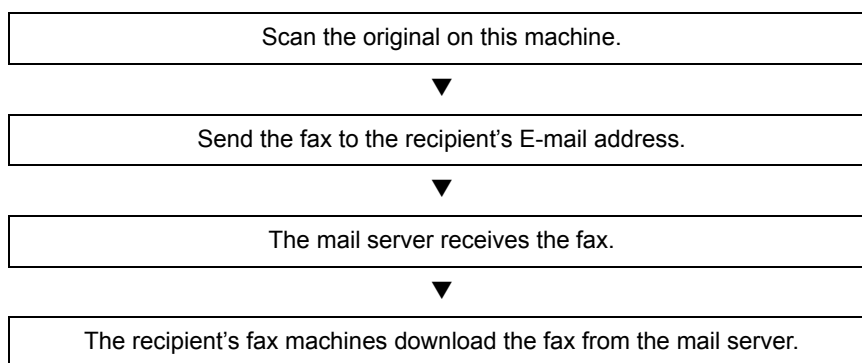 Scan the original on this machine.
Send the fax to the recipient’s E-mail address.
The mail server receives the fax.
The recipient’s fax machines download the fax from the mail server.